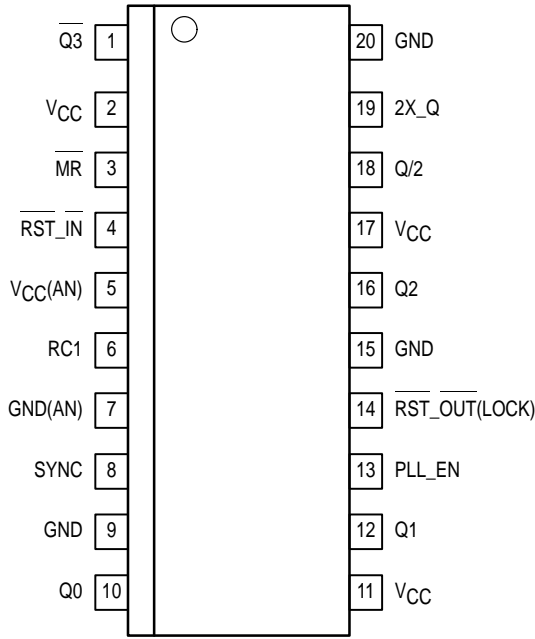 Q3 1 20 GND
VCC 2 19 2X_Q
MR 3 18 Q/2
RST_IN 4 17 VCC
VCC(AN) 5 16 Q2
RC1 6 15 GND
GND(AN) 7 14 RST_OUT(LOCK)
SYNC 8 13 PLL_EN
GND 9 12 Q1
Q0 10 11 VCC